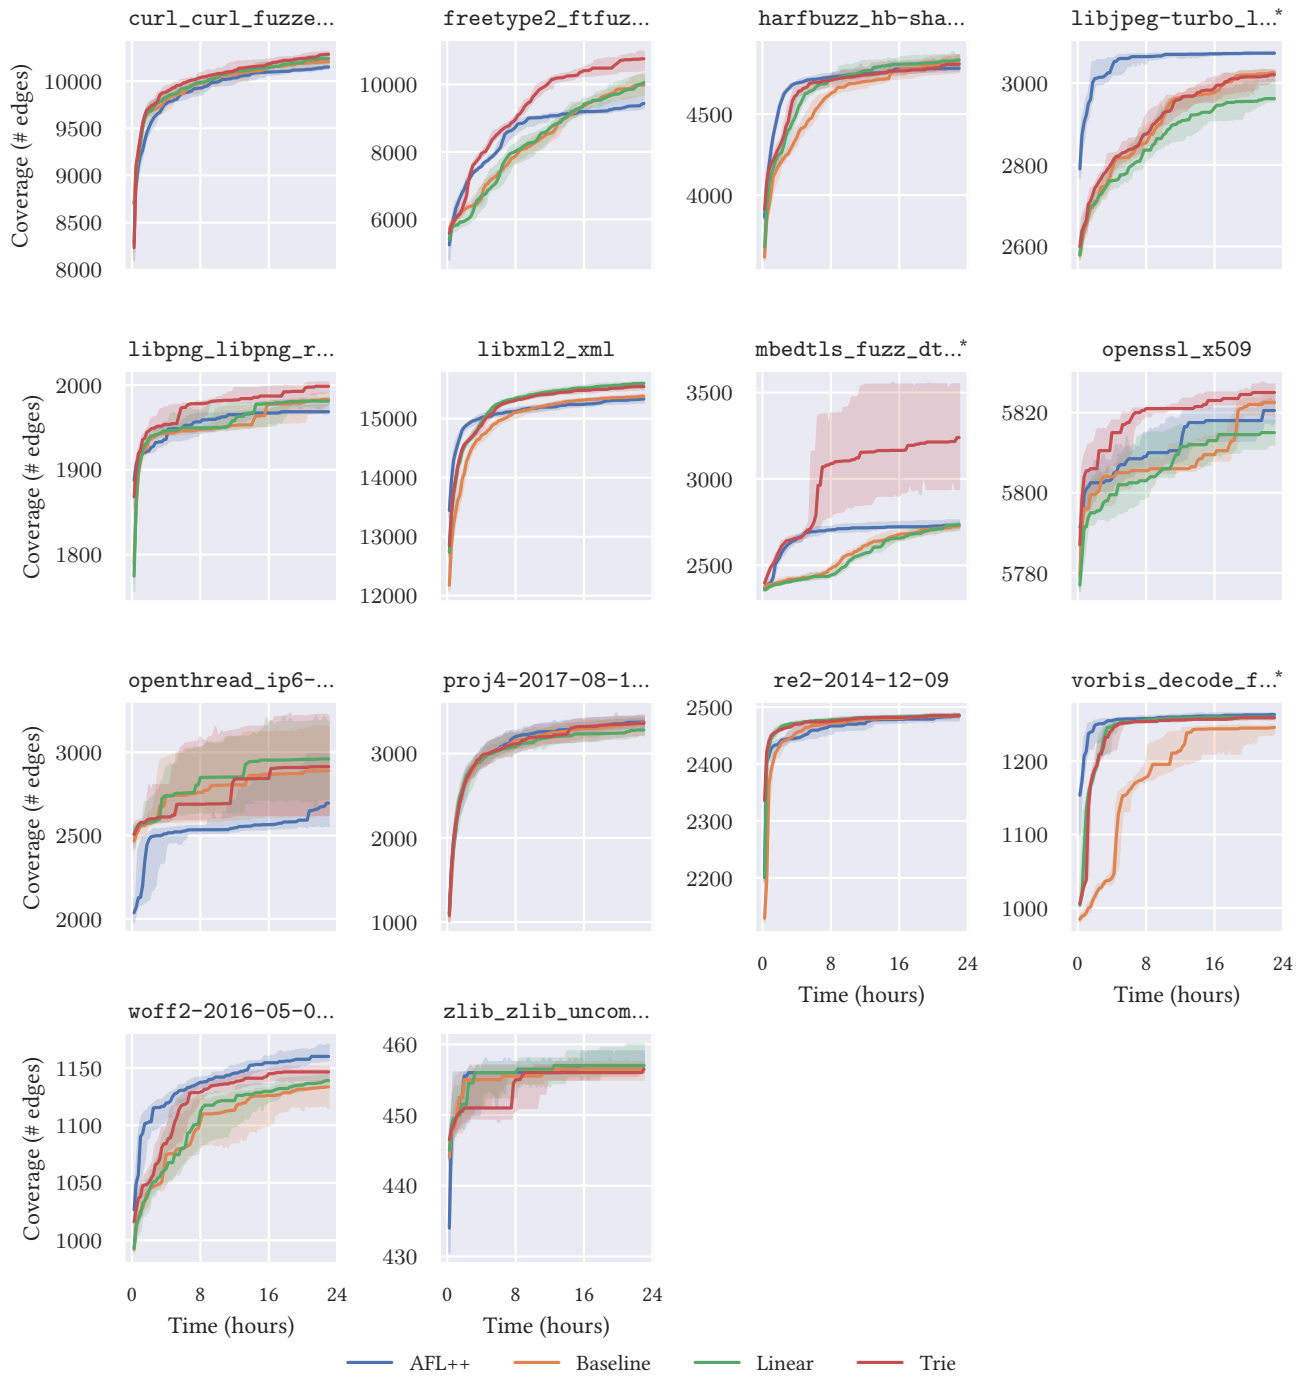 curl_curl_fuzze...
freetype2_ftfuz...
harfbuzz_hb-sha...
libjpeg-turbo_l...*
Coverage (# edges)
10000
9500
9000
8500
8000
10000
8000
6000
4500
4000
3000
2800
2600
libpng_libpng_r...
libxml2_xml
mbedtls_fuzz_dt...*
openssl_x509
Coverage (# edges)
2000
1900
1800
15000
14000
13000
12000
3500
3000
2500
5820
5800
5780
openthread_ip6-...
proj4-2017-08-1...
re2-2014-12-09
vorbis_decode_f...*
Coverage (# edges)
3000
2500
2000
3000
2000
1000
2500
2400
2300
2200
1200
1100
1000
0 8 16 24
0 8 16 24
Time (hours)
Time (hours)
woff2-2016-05-0...
zlib_zlib_uncom...
Coverage (# edges)
1150
1100
1050
1000
460
450
440
430
0 8 16 24
0 8 16 24
Time (hours)
Time (hours)
AFL++ Baseline Linear Trie